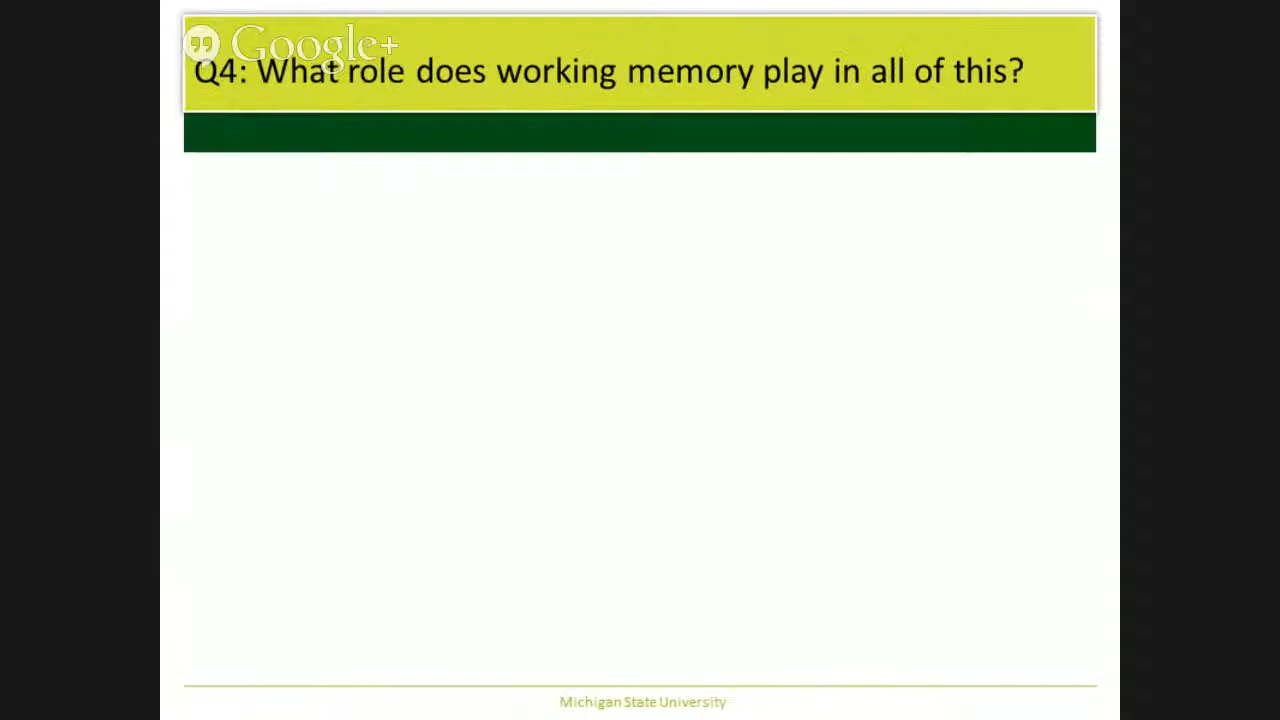 Google+
Q4: What role does working memory play in all of this?
Michigan State University